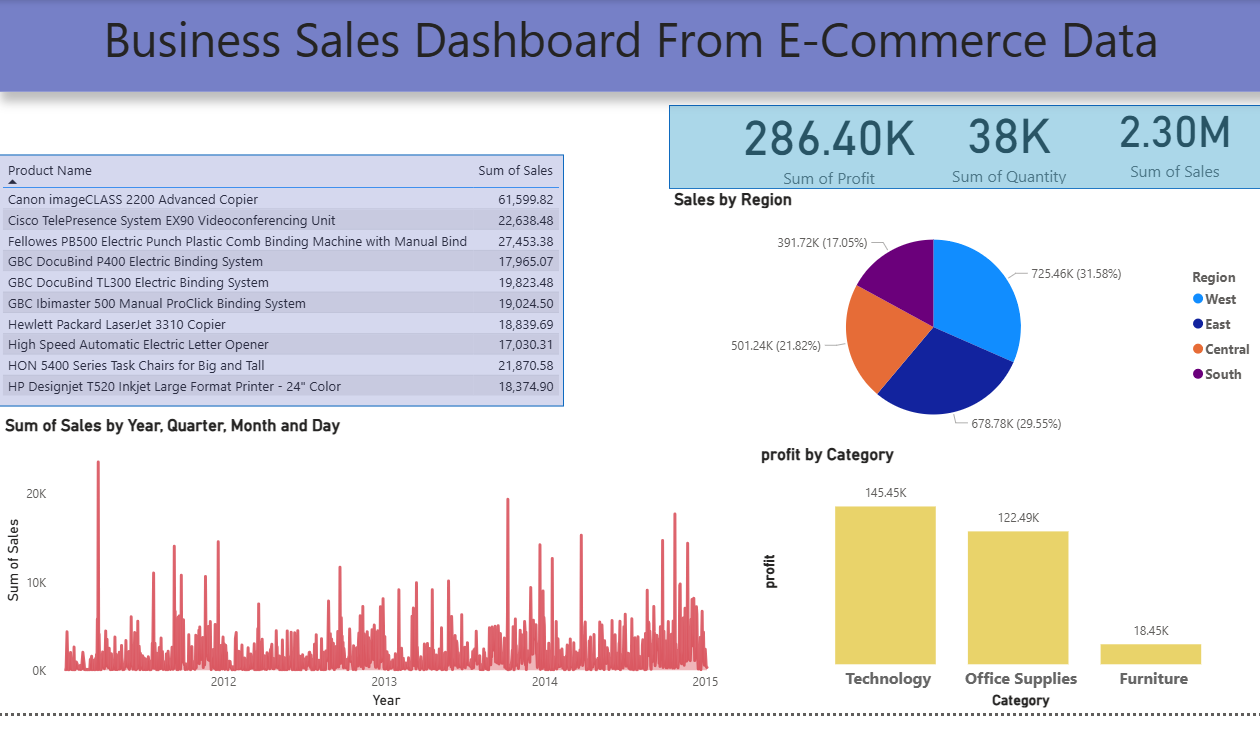 Business Sales Dashboard From E-Commerce Data
286.40K
Sum of Profit
38K
Sum of Quantity
2.30M
Sum of Sales
Product Name Sum of Sales
Canon imageCLASS 2200 Advanced Copier 61,599.82
Cisco TelePresence System EX90 Videoconferencing Unit 22,638.48
Fellowes PB500 Electric Punch Plastic Comb Binding Machine with Manual Bind 27,453.38
GBC DocuBind P400 Electric Binding System 17,965.07
GBC DocuBind TL300 Electric Binding System 19,823.48
GBC Ibimaster 500 Manual ProClick Binding System 19,024.50
Hewlett Packard LaserJet 3310 Copier 18,839.69
High Speed Automatic Electric Letter Opener 17,030.31
HON 5400 Series Task Chairs for Big and Tall 21,870.58
HP Designjet T520 Inkjet Large Format Printer - 24" Color 18,374.90
Sales by Region
391.72K (17.05%)
725.46K (31.58%)
501.24K (21.82%)
678.78K (29.55%)
Region
West
East
Central
South
Sum of Sales by Year, Quarter, Month and Day
Sum of Sales
20K
10K
0K
2012 2013 2014 2015
Year
profit by Category
profit
145.45K
122.49K
18.45K
Technology Office Supplies Furniture
Category